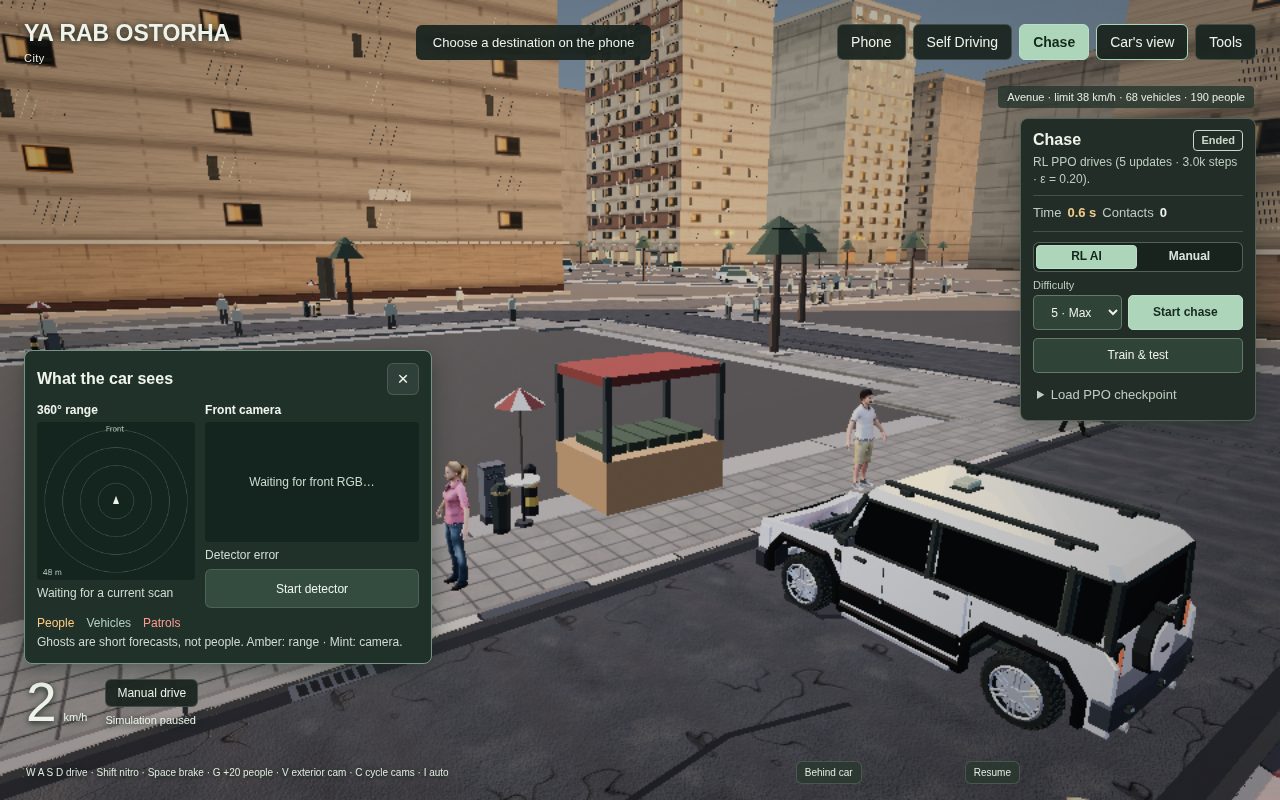 YA RAB OSTORHA
City
Choose a destination on the phone
Phone
Self Driving
Chase
Car's view
Tools
Avenue · limit 38 km/h · 68 vehicles · 190 people
Chase
Ended
RL PPO drives (5 updates · 3.0k steps
· ε = 0.20).
Time 0.6 s Contacts 0
RL AI
Manual
Difficulty
5 · Max
Start chase
Train & test
Load PPO checkpoint
What the car sees
✕
360° range
Front camera
Front
Waiting for front RGB…
48 m
Detector error
Waiting for a current scan
Start detector
People Vehicles Patrols
Ghosts are short forecasts, not people. Amber: range · Mint: camera.
2 km/h
Manual drive
Simulation paused
W A S D drive · Shift nitro · Space brake · G +20 people · V exterior cam · C cycle cams · I auto
Behind car
Resume